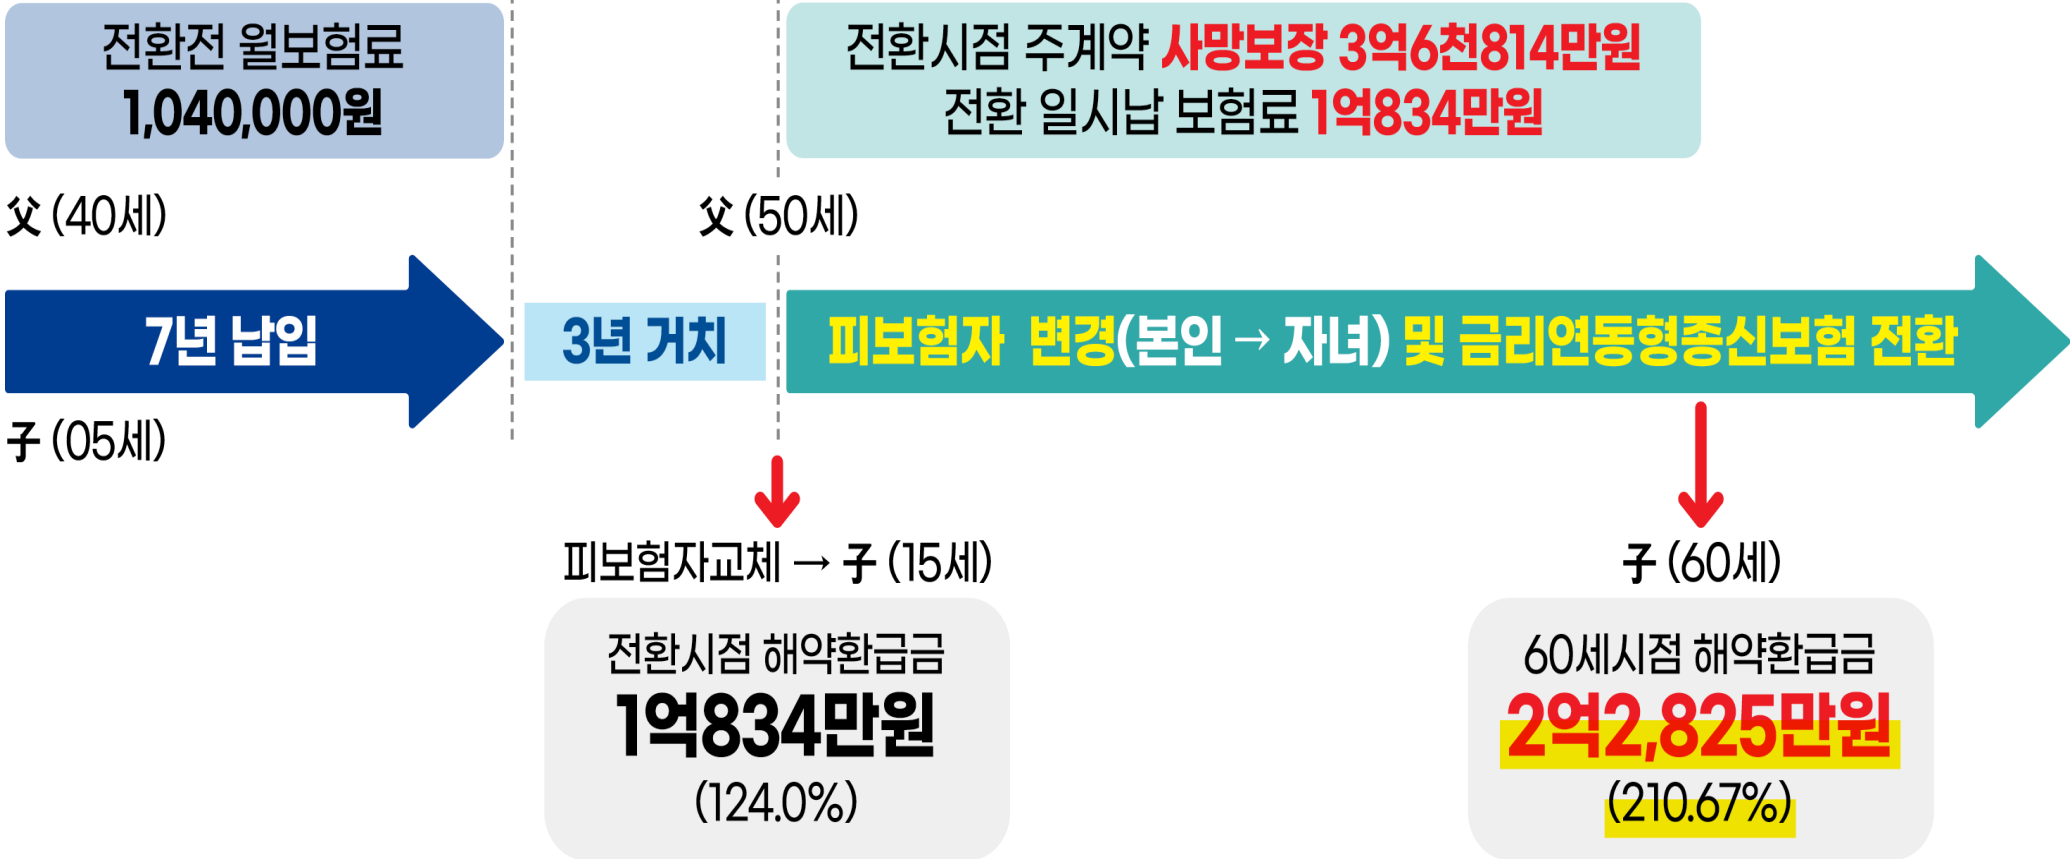 전환전 월보험료
1,040,000원
전환시점 주계약 사망보장 3억6천814만원
전환 일시납 보험료 1억834만원
父 (40세)
父 (50세)
7년 납입
3년 거치
피보험자 변경(본인 → 자녀) 및 금리연동형종신보험 전환
子 (05세)
피보험자교체 → 子 (15세)
子 (60세)
전환시점 해약환급금
1억834만원
(124.0%)
60세시점 해약환급금
2억2,825만원
(210.67%)